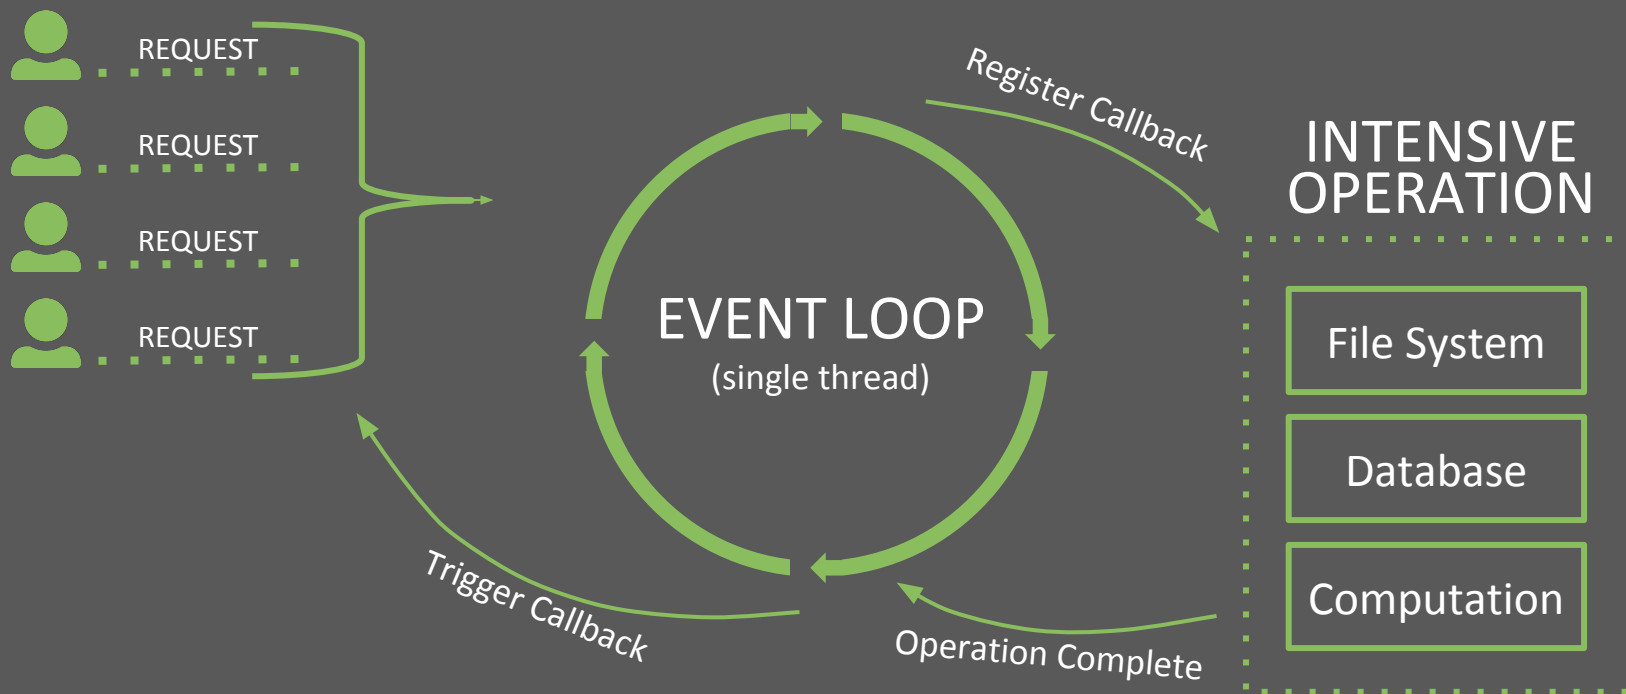 REQUEST
REQUEST
REQUEST
REQUEST
Register Callback
EVENT LOOP
(single thread)
Trigger Callback
Operation Complete
INTENSIVE
OPERATION
File System
Database
Computation